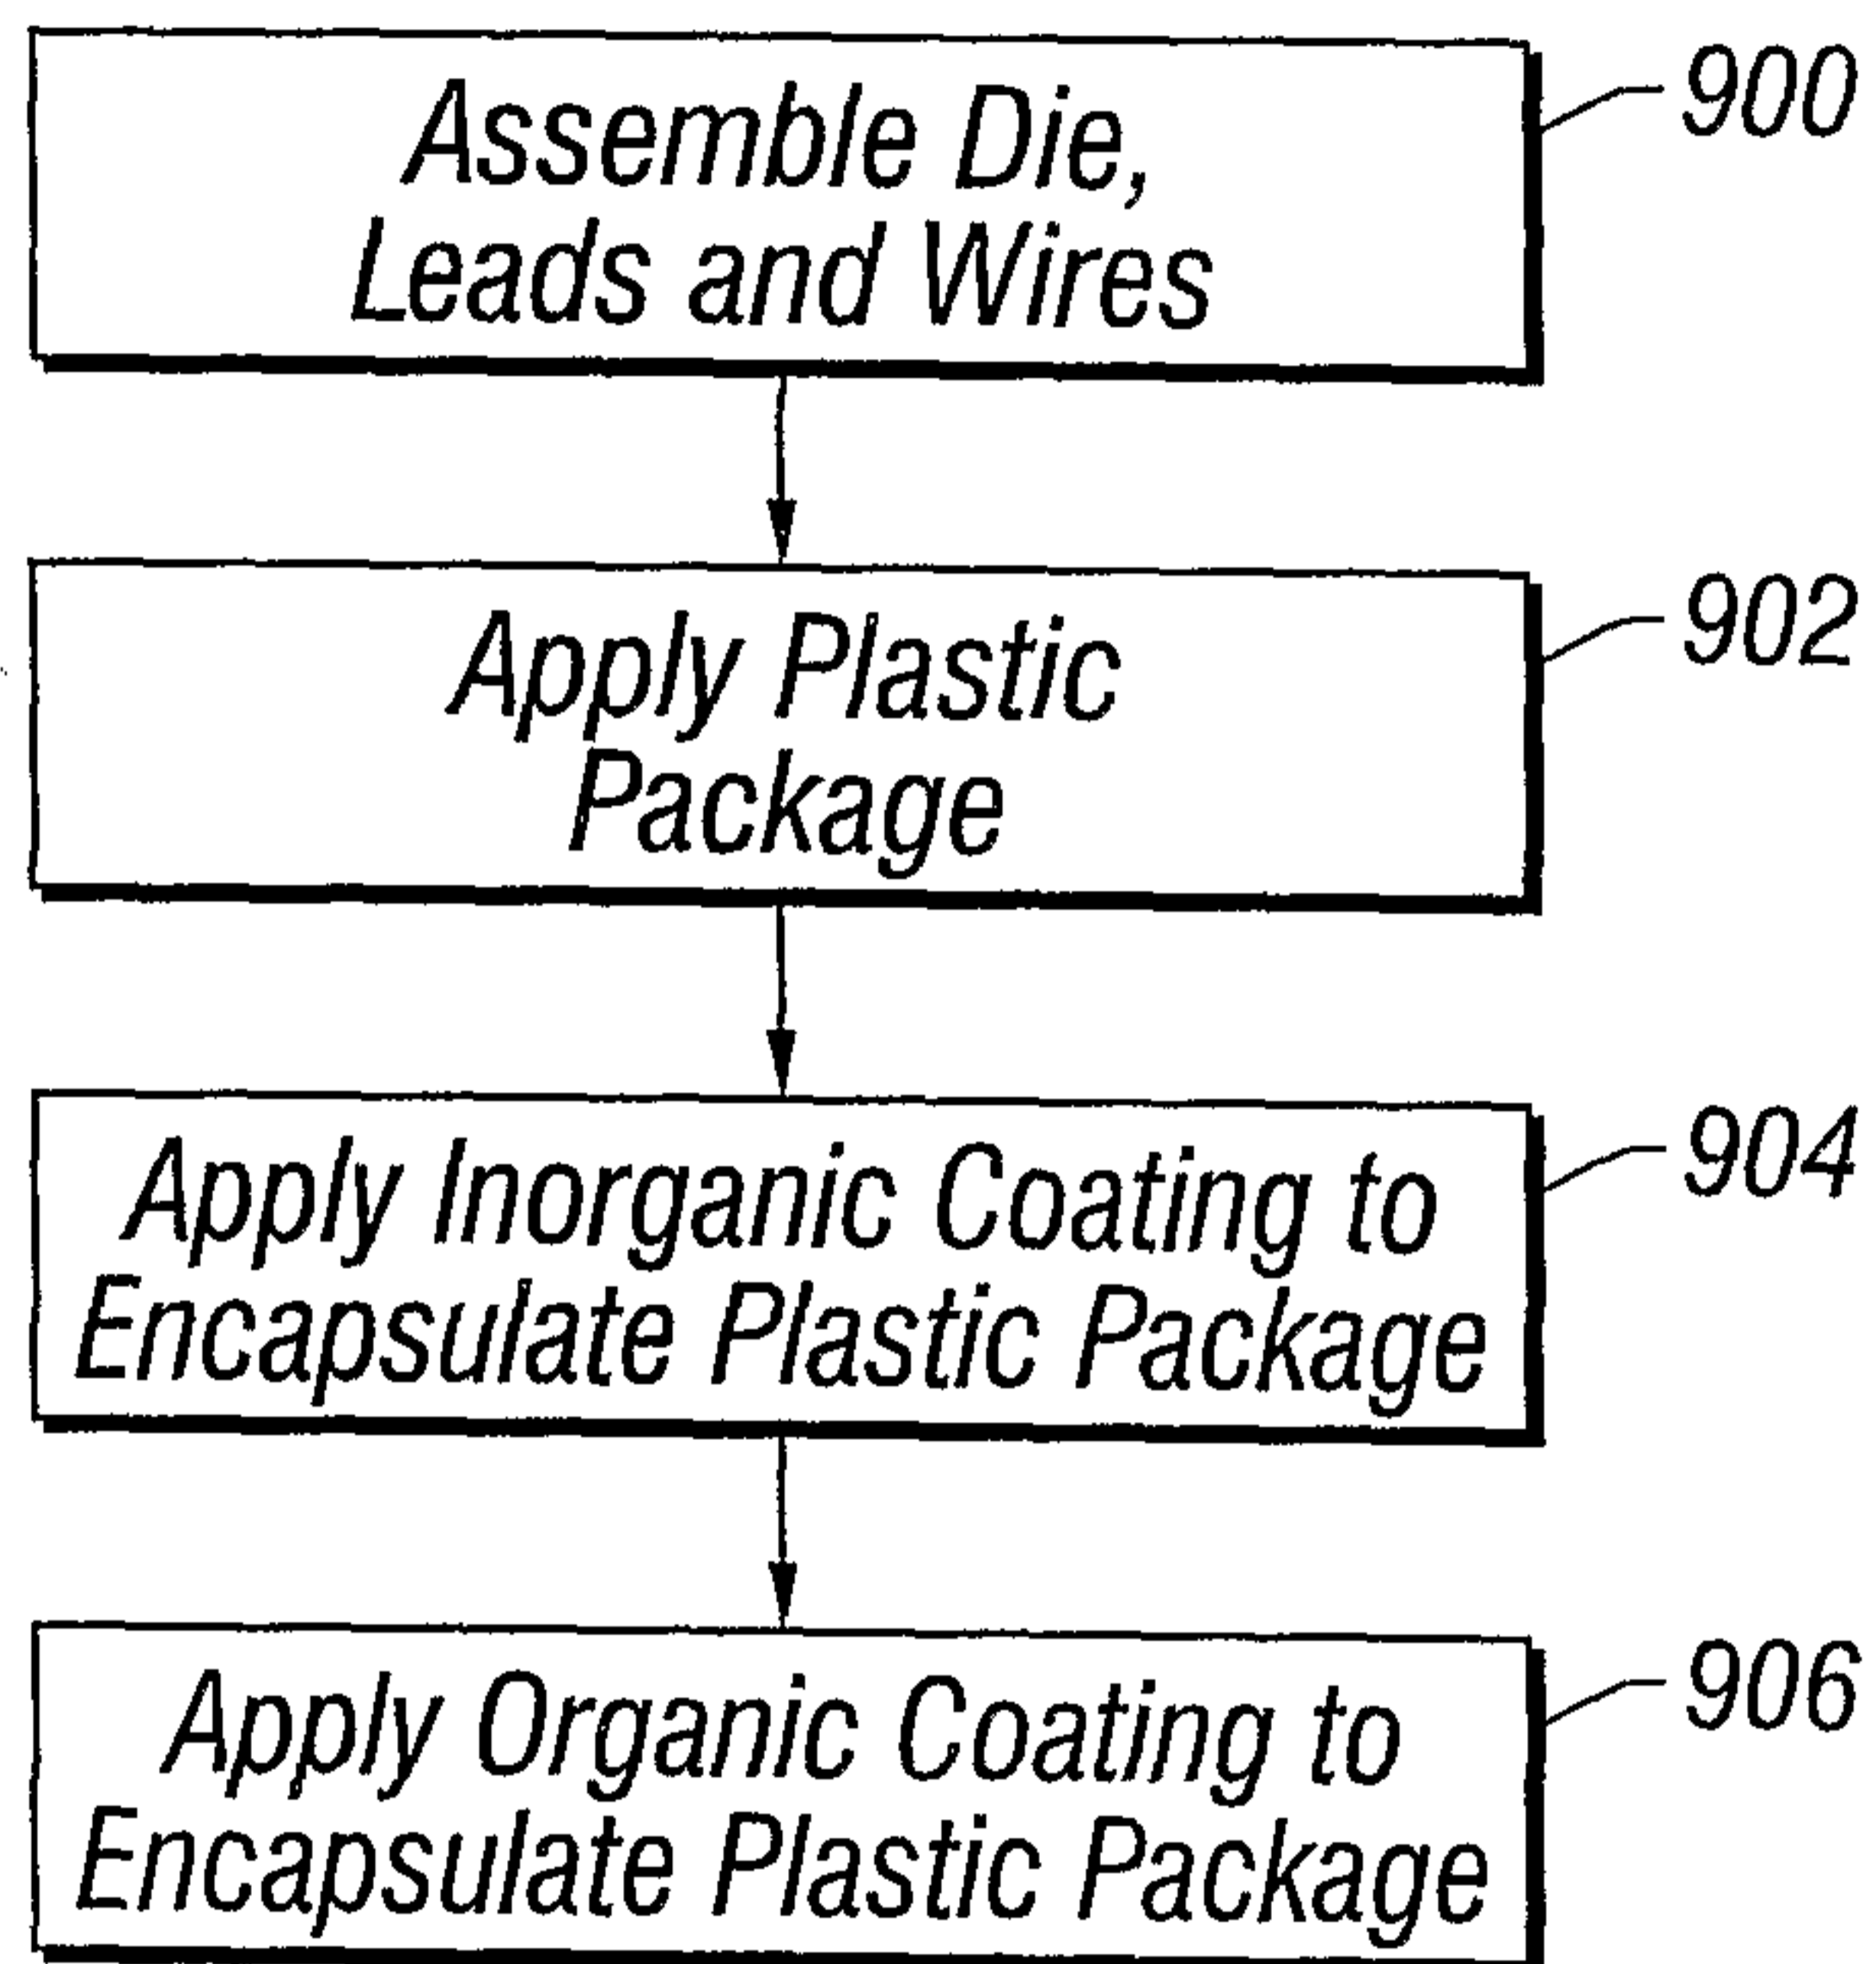 Assemble Die,
Leads and Wires
900
Apply Plastic
Package
902
Apply Inorganic Coating to
Encapsulate Plastic Package
904
Apply Organic Coating to
Encapsulate Plastic Package
906